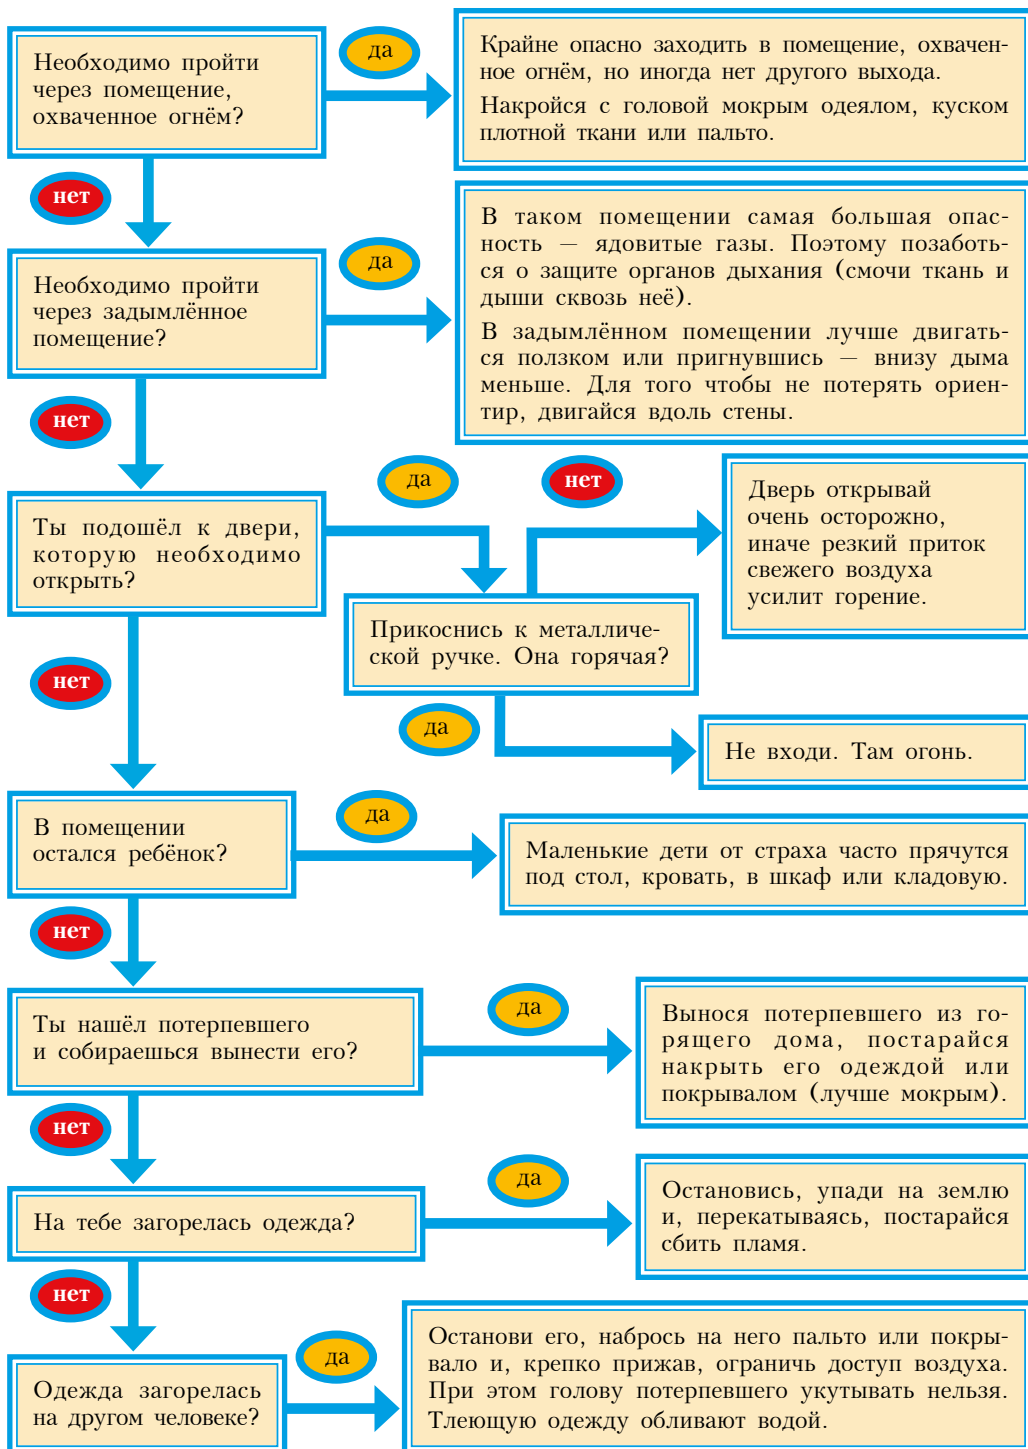 Необходимо пройти
через помещение,
охваченное огнём?
да
Крайне опасно заходить в помещение, охвачен-
ное огнём, но иногда нет другого выхода.
Накройся с головой мокрым одеялом, куском
плотной ткани или пальто.
нет
Необходимо пройти
через задымлённое
помещение?
да
В таком помещении самая большая опас-
ность — ядовитые газы. Поэтому позаботь-
ся о защите органов дыхания (смочи ткань и
дыши сквозь неё).
В задымлённом помещении лучше двигать-
ся ползком или пригнувшись — внизу дыма
меньше. Для того чтобы не потерять ориен-
тир, двигайся вдоль стены.
нет
Ты подошёл к двери,
которую необходимо
открыть?
да
Прикоснись к металличе-
ской ручке. Она горячая?
нет
Дверь открывай
очень осторожно,
иначе резкий приток
свежего воздуха
усилит горение.
да
Не входи. Там огонь.
нет
В помещении
остался ребёнок?
да
Маленькие дети от страха часто прячутся
под стол, кровать, в шкаф или кладовую.
нет
Ты нашёл потерпевшего
и собираешься вынести его?
да
Вынося потерпевшего из го-
рящего дома, постарайся
накрыть его одеждой или
покрывалом (лучше мокрым).
нет
На тебе загорелась одежда?
да
Остановись, упади на землю
и, перекатываясь, постарайся
сбить пламя.
нет
Одежда загорелась
на другом человеке?
да
Останови его, набрось на него пальто или покры-
вало и, крепко прижав, ограничь доступ воздуха.
При этом голову потерпевшего укутывать нельзя.
Тлеющую одежду обливают водой.